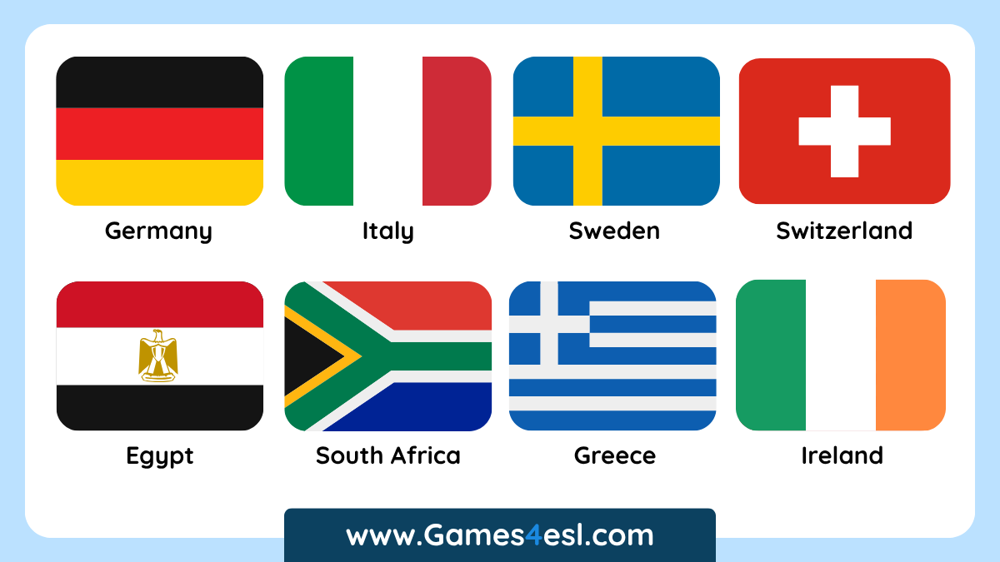 Germany
Italy
Sweden
Switzerland
Egypt
South Africa
Greece
Ireland
www.Games4esl.com